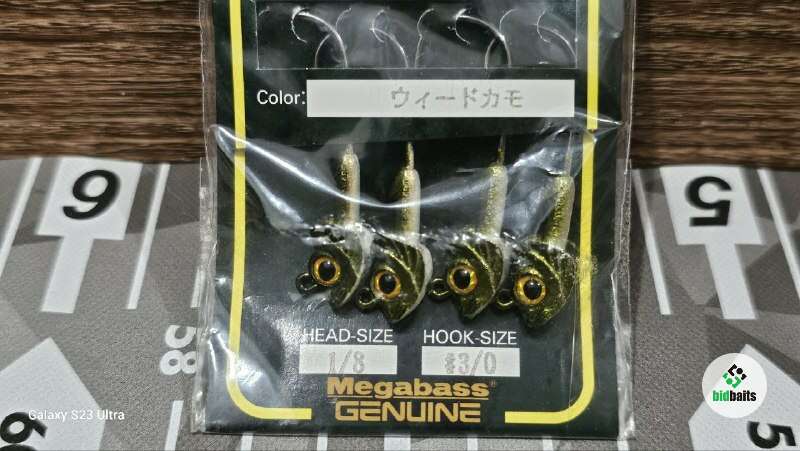 Color: ウィードカモ
6
5
58
HEAD-SIZE HOOK-SIZE
1/8 #3/0
Megabass®
GENUINE
Galaxy S23 Ultra
bidbaits